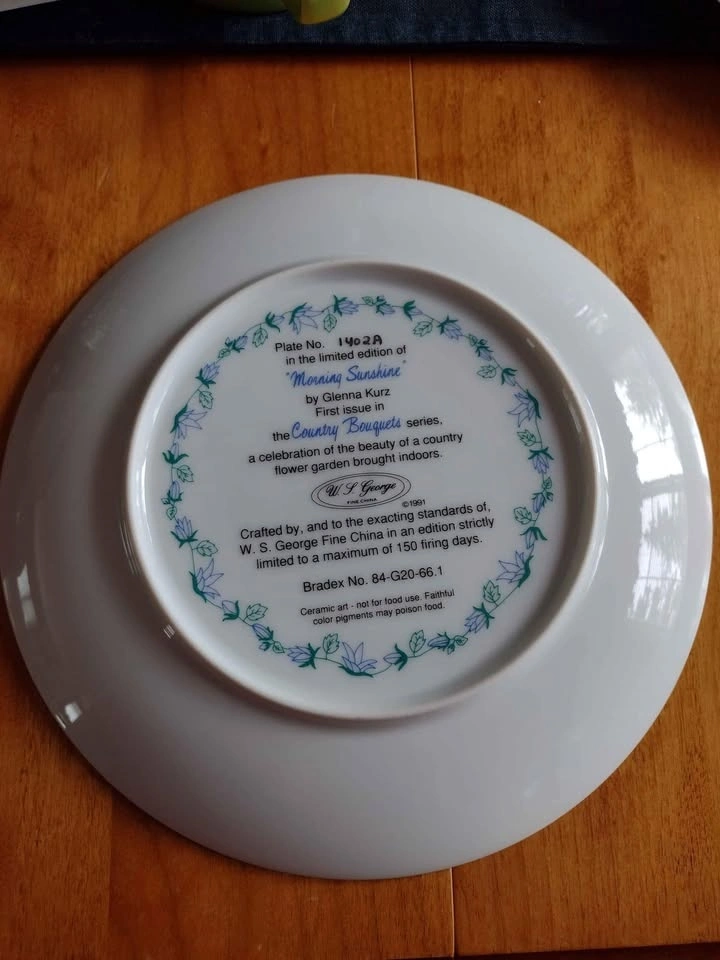 Plate No. 1402A
in the limited edition of
"Morning Sunshine"
by Glenna Kurz
First issue in
the Country Bouquets series,
a celebration of the beauty of a country
flower garden brought indoors.
W. S. George
FINE CHINA
©1991
Crafted by, and to the exacting standards of,
W. S. George Fine China in an edition strictly
limited to a maximum of 150 firing days.
Bradex No. 84-G20-66.1
Ceramic art - not for food use. Faithful
color pigments may poison food.